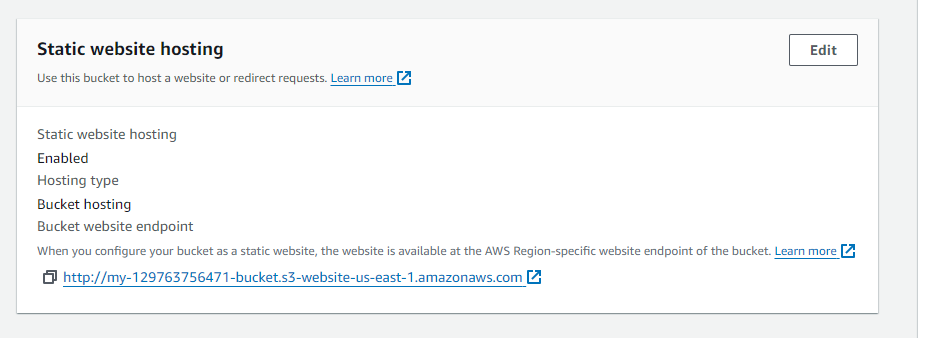 Static website hosting
Edit
Use this bucket to host a website or redirect requests. Learn more
Static website hosting
Enabled
Hosting type
Bucket hosting
Bucket website endpoint
When you configure your bucket as a static website, the website is available at the AWS Region-specific website endpoint of the bucket. Learn more
http://my-129763756471-bucket.s3-website-us-east-1.amazonaws.com